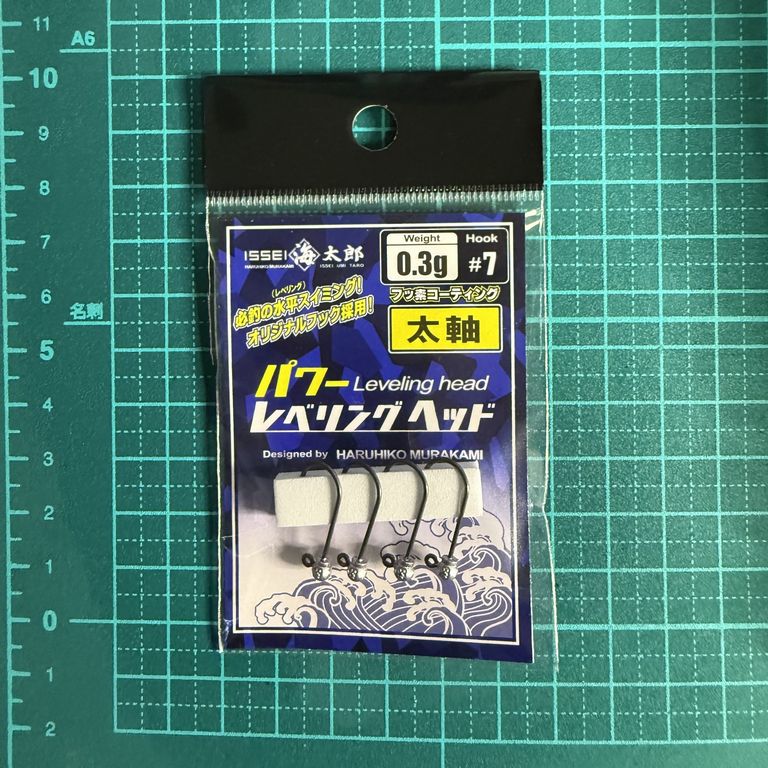 11
A6
10
9
8
7
6
名刺
5
4
3
2
1
0
1
2
ISSEI 海 太郎
HARUHIKO MURAKAMI ISSEI UMI TARO
Weight
0.3g
Hook
#7
(レベリング)
必釣の水平スイミング!
オリジナルフック採用!
フッ素コーティング
太軸
パワー Leveling head
レベリングヘッド
Designed by HARUHIKO MURAKAMI